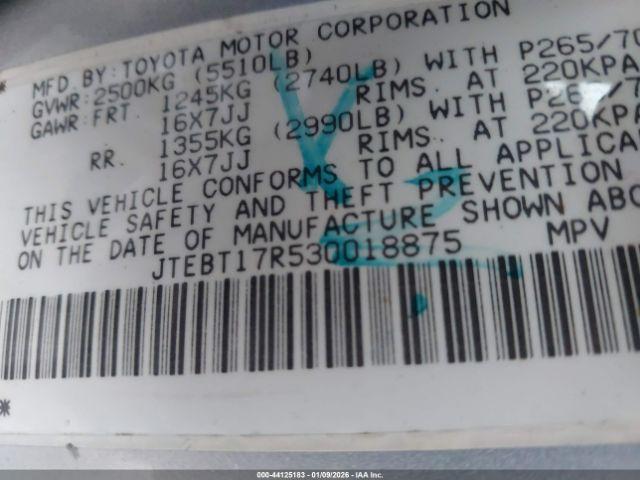 MFD.BY:TOYOTA MOTOR CORPORATION
GVWR:2500KG (5510LB)
GAWR:FRT. 1245KG (2740LB) WITH P265/70
16X7JJ RIMS. AT 220KPA
RR. 1355KG (2990LB) WITH P265/7
16X7JJ RIMS. AT 220KPA
THIS VEHICLE CONFORMS TO ALL APPLICA
VEHICLE SAFETY AND THEFT PREVENTION
ON THE DATE OF MANUFACTURE SHOWN ABO
JTEBT17R530018875 MPV
*
*
000-44125183 - 01/09/2026 - IAA Inc.